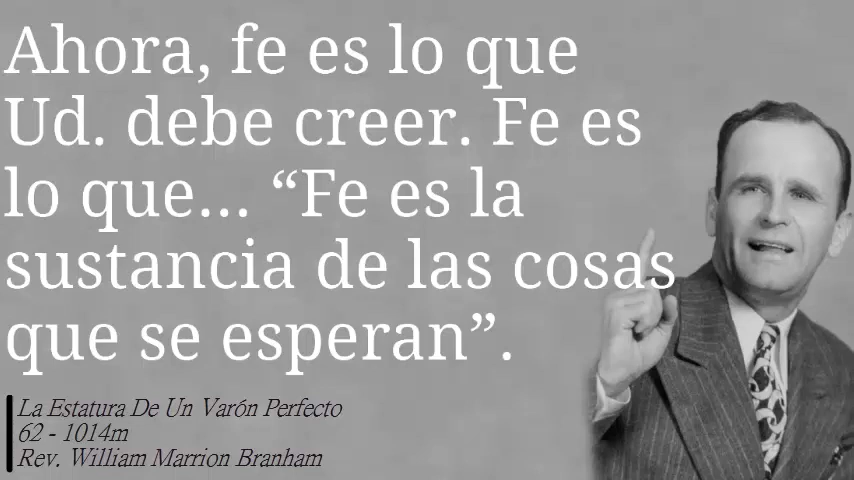 Ahora, fe es lo que
Ud. debe creer. Fe es
lo que... “Fe es la
sustancia de las cosas
que se esperan”.
La Estatura De Un Varón Perfecto
62 - 1014m
Rev. William Marrion Branham